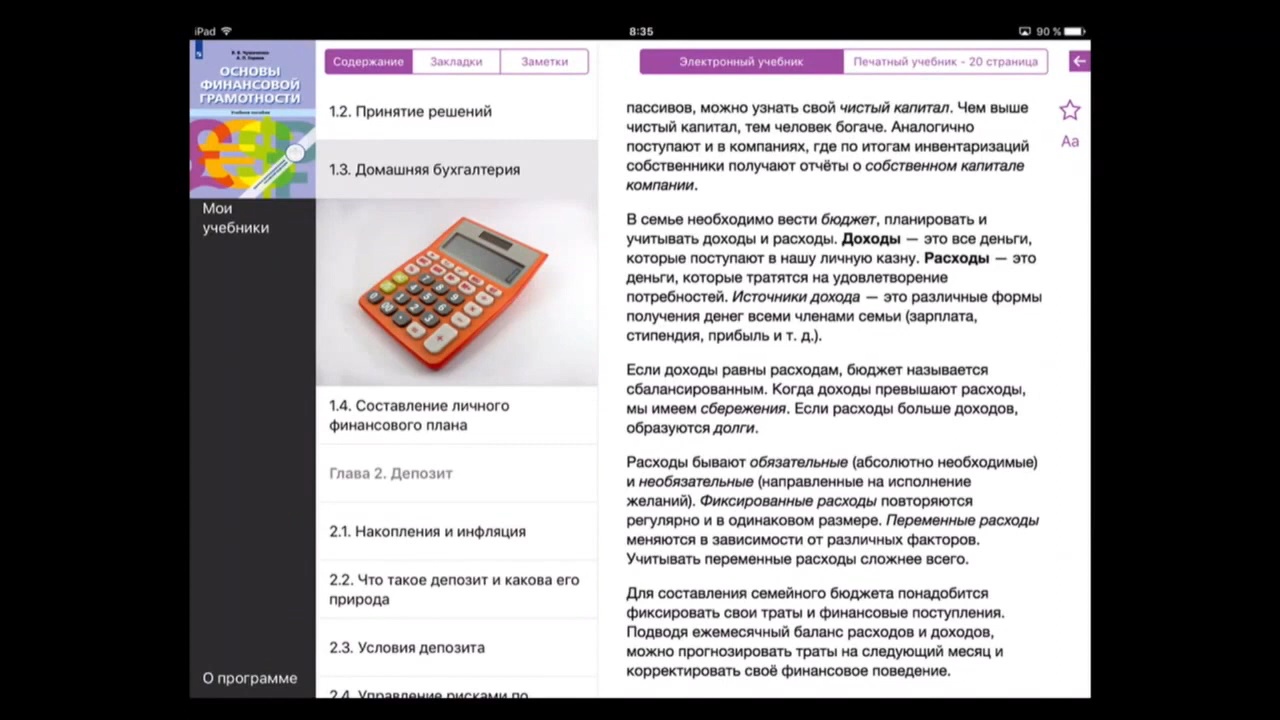 iPad
8:35
90 %
ОСНОВЫ
ФИНАНСОВОЙ
ГРАМОТНОСТИ
Учебное пособие
Мои
учебники
О программе
Содержание
Закладки
Заметки
1.2. Принятие решений
1.3. Домашняя бухгалтерия
1.4. Составление личного
финансового плана
Глава 2. Депозит
2.1. Накопления и инфляция
2.2. Что такое депозит и какова его
природа
2.3. Условия депозита
2.4. Управление рисками по
Электронный учебник
Печатный учебник - 20 страница
Aa
пассивов, можно узнать свой чистый капитал. Чем выше
чистый капитал, тем человек богаче. Аналогично
поступают и в компаниях, где по итогам инвентаризаций
собственники получают отчёты о собственном капитале
компании.
В семье необходимо вести бюджет, планировать и
учитывать доходы и расходы. Доходы — это все деньги,
которые поступают в нашу личную казну. Расходы — это
деньги, которые тратятся на удовлетворение
потребностей. Источники дохода — это различные формы
получения денег всеми членами семьи (зарплата,
стипендия, прибыль и т. д.).
Если доходы равны расходам, бюджет называется
сбалансированным. Когда доходы превышают расходы,
мы имеем сбережения. Если расходы больше доходов,
образуются долги.
Расходы бывают обязательные (абсолютно необходимые)
и необязательные (направленные на исполнение
желаний). Фиксированные расходы повторяются
регулярно и в одинаковом размере. Переменные расходы
меняются в зависимости от различных факторов.
Учитывать переменные расходы сложнее всего.
Для составления семейного бюджета понадобится
фиксировать свои траты и финансовые поступления.
Подводя ежемесячный баланс расходов и доходов,
можно прогнозировать траты на следующий месяц и
корректировать своё финансовое поведение.